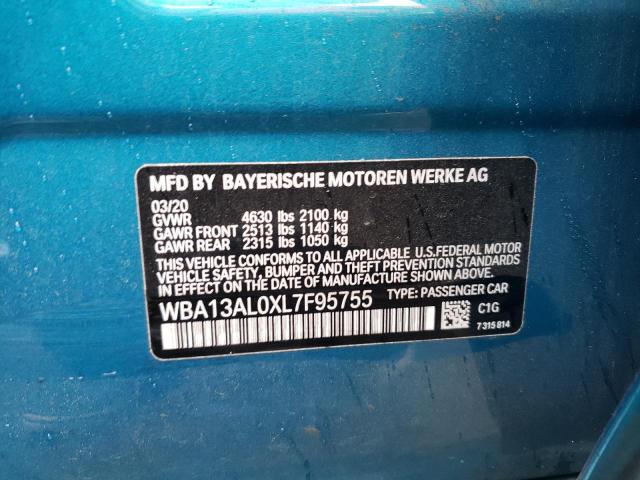 MFD BY BAYERISCHE MOTOREN WERKE AG
03/20
GVWR 4630 lbs 2100 kg
GAWR FRONT 2513 lbs 1140 kg
GAWR REAR 2315 lbs 1050 kg
THIS VEHICLE CONFORMS TO ALL APPLICABLE U.S.FEDERAL MOTOR
VEHICLE SAFETY, BUMPER AND THEFT PREVENTION STANDARDS
IN EFFECT ON THE DATE OF MANUFACTURE SHOWN ABOVE.
WBA13AL0XL7F95755 TYPE: PASSENGER CAR
C1G
7315814